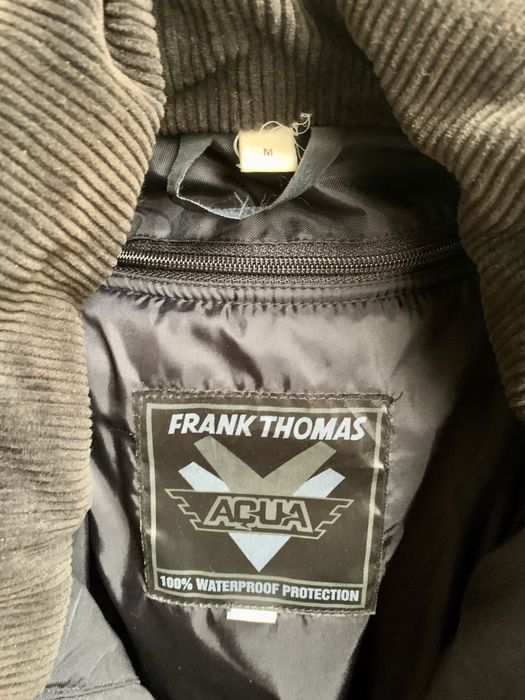 M
FRANK THOMAS
AQUA
100% WATERPROOF PROTECTION